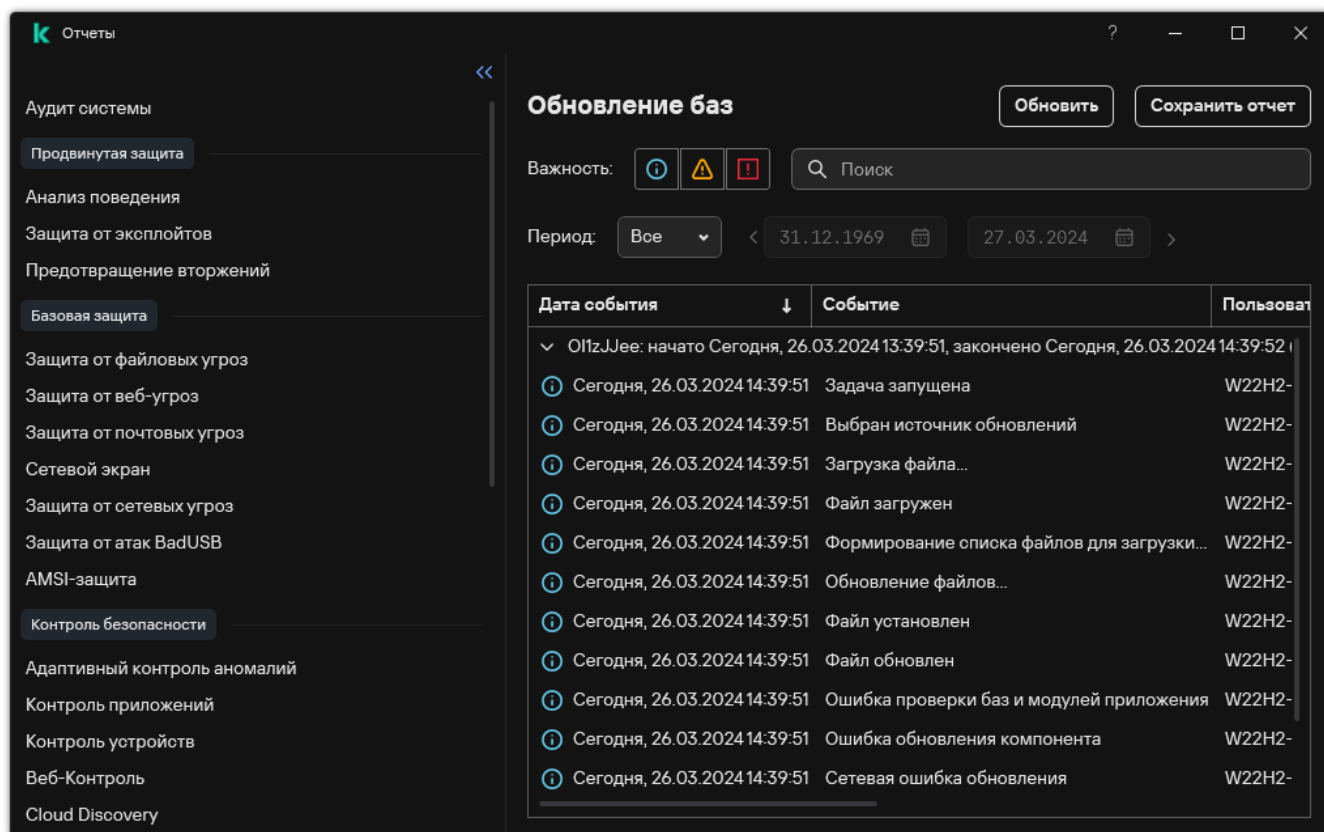 Отчеты
?
Аудит системы
Продвинутая защита
Анализ поведения
Защита от эксплойтов
Предотвращение вторжений
Базовая защита
Защита от файловых угроз
Защита от веб-угроз
Защита от почтовых угроз
Сетевой экран
Защита от сетевых угроз
Защита от атак BadUSB
AMSI-защита
Контроль безопасности
Адаптивный контроль аномалий
Контроль приложений
Контроль устройств
Веб-Контроль
Cloud Discovery
Обновление баз
Обновить
Сохранить отчет
Важность:
Поиск
Период: Все 31.12.1969 27.03.2024
Дата события Событие Пользоват
OI1zJJee: начато Сегодня, 26.03.2024 13:39:51, закончено Сегодня, 26.03.2024 14:39:52 (
Сегодня, 26.03.2024 14:39:51 Задача запущена W22H2-
Сегодня, 26.03.2024 14:39:51 Выбран источник обновлений W22H2-
Сегодня, 26.03.2024 14:39:51 Загрузка файла... W22H2-
Сегодня, 26.03.2024 14:39:51 Файл загружен W22H2-
Сегодня, 26.03.2024 14:39:51 Формирование списка файлов для загрузки... W22H2-
Сегодня, 26.03.2024 14:39:51 Обновление файлов... W22H2-
Сегодня, 26.03.2024 14:39:51 Файл установлен W22H2-
Сегодня, 26.03.2024 14:39:51 Файл обновлен W22H2-
Сегодня, 26.03.2024 14:39:51 Ошибка проверки баз и модулей приложения W22H2-
Сегодня, 26.03.2024 14:39:51 Ошибка обновления компонента W22H2-
Сегодня, 26.03.2024 14:39:51 Сетевая ошибка обновления W22H2-